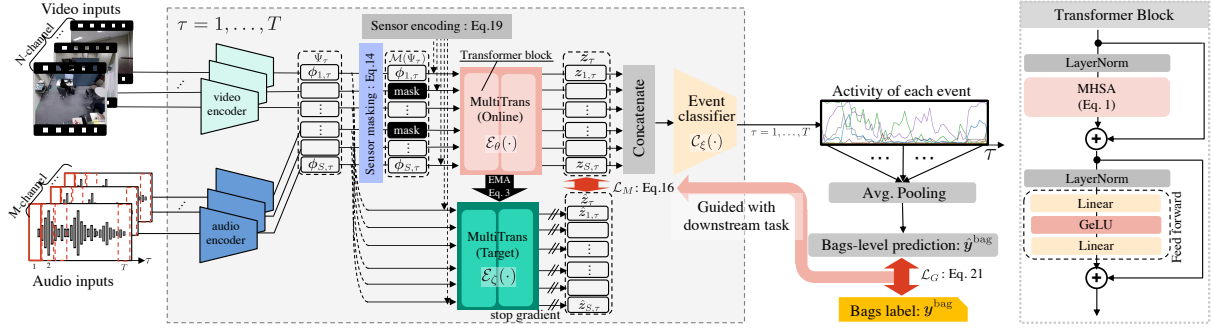 Video inputs
N-channel
video
encoder
M-channel
1 2 T τ
Audio inputs
audio
encoder
τ = 1, . . . , T
Sensor encoding : Eq.19
Ψτ
ϕ1,τ
⋮
⋮
ϕS,τ
Sensor masking : Eq.14
M(Ψτ)
ϕ1,τ
mask
⋮
mask
⋮
ϕS,τ
Transformer block
MultiTrans
(Online)
ℰθ(·)
EMA
Eq. 3
MultiTrans
(Target)
ℰζ(·)
stop gradient
zτ
z1,τ
⋮
⋮
zS,τ
ℒM : Eq.16
ẑτ
ẑ1,τ
⋮
⋮
ẑS,τ
Concatenate
Event
classifier
𝒞ξ(·)
τ = 1, . . . , T
Guided with
downstream task
Activity of each event
τ
Avg. Pooling
Bags-level prediction: ŷbag
ℒG : Eq. 21
Bags label: ybag
Transformer Block
LayerNorm
MHSA
(Eq. 1)
LayerNorm
Linear
GeLU
Linear
Feed forward